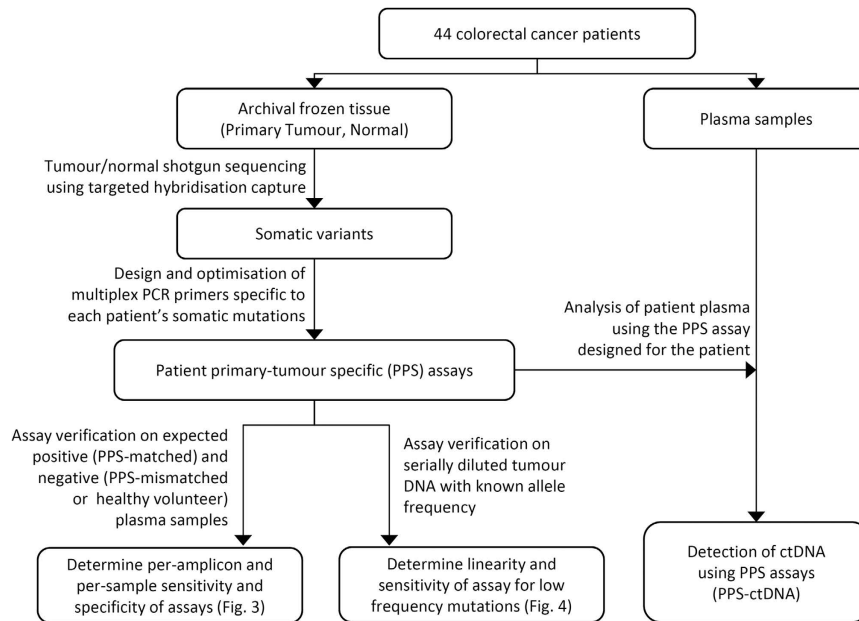 44 colorectal cancer patients
Archival frozen tissue
(Primary Tumour, Normal)
Plasma samples
Tumour/normal shotgun sequencing
using targeted hybridisation capture
Somatic variants
Design and optimisation of
multiplex PCR primers specific to
each patient's somatic mutations
Analysis of patient plasma
using the PPS assay
designed for the patient
Patient primary-tumour specific (PPS) assays
Assay verification on expected
positive (PPS-matched) and
negative (PPS-mismatched
or healthy volunteer)
plasma samples
Assay verification on
serially diluted tumour
DNA with known allele
frequency
Determine per-amplicon and
per-sample sensitivity and
specificity of assays (Fig. 3)
Determine linearity and
sensitivity of assay for low
frequency mutations (Fig. 4)
Detection of ctDNA
using PPS assays
(PPS-ctDNA)